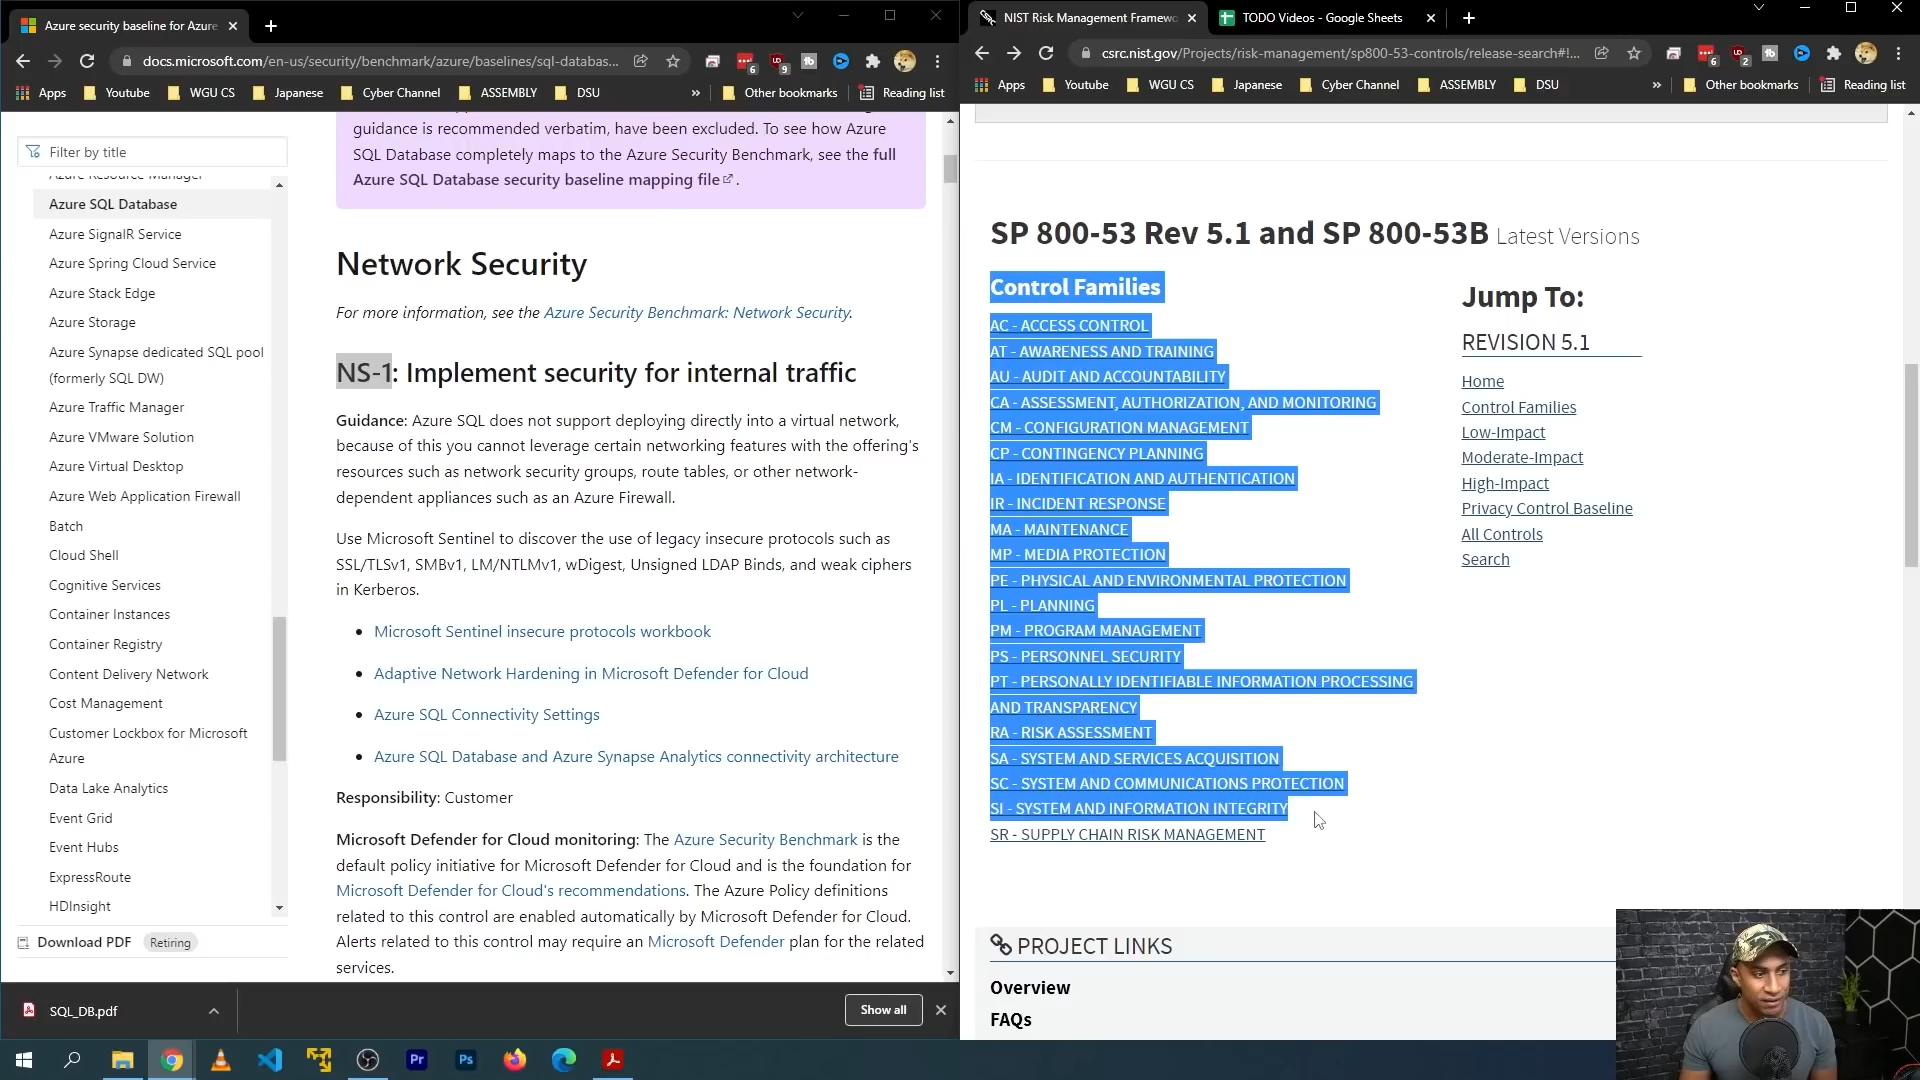 Azure security baseline for Azure
docs.microsoft.com/en-us/security/benchmark/azure/baselines/sql-databas...
6
9
Apps
Youtube
WGU CS
Japanese
Cyber Channel
ASSEMBLY
DSU
»
Other bookmarks
Reading list
Filter by title
Azure Resource Manager
Azure SQL Database
Azure SignalR Service
Azure Spring Cloud Service
Azure Stack Edge
Azure Storage
Azure Synapse dedicated SQL pool
(formerly SQL DW)
Azure Traffic Manager
Azure VMware Solution
Azure Virtual Desktop
Azure Web Application Firewall
Batch
Cloud Shell
Cognitive Services
Container Instances
Container Registry
Content Delivery Network
Cost Management
Customer Lockbox for Microsoft
Azure
Data Lake Analytics
Event Grid
Event Hubs
ExpressRoute
HDInsight
Download PDF
Retiring
guidance is recommended verbatim, have been excluded. To see how Azure
SQL Database completely maps to the Azure Security Benchmark, see the full
Azure SQL Database security baseline mapping file.
Network Security
For more information, see the Azure Security Benchmark: Network Security.
NS-1: Implement security for internal traffic
Guidance: Azure SQL does not support deploying directly into a virtual network,
because of this you cannot leverage certain networking features with the offering's
resources such as network security groups, route tables, or other network-
dependent appliances such as an Azure Firewall.
Use Microsoft Sentinel to discover the use of legacy insecure protocols such as
SSL/TLSv1, SMBv1, LM/NTLMv1, wDigest, Unsigned LDAP Binds, and weak ciphers
in Kerberos.
• Microsoft Sentinel insecure protocols workbook
• Adaptive Network Hardening in Microsoft Defender for Cloud
• Azure SQL Connectivity Settings
• Azure SQL Database and Azure Synapse Analytics connectivity architecture
Responsibility: Customer
Microsoft Defender for Cloud monitoring: The Azure Security Benchmark is the
default policy initiative for Microsoft Defender for Cloud and is the foundation for
Microsoft Defender for Cloud's recommendations. The Azure Policy definitions
related to this control are enabled automatically by Microsoft Defender for Cloud.
Alerts related to this control may require an Microsoft Defender plan for the related
services.
SQL_DB.pdf
Show all
NIST Risk Management Framewo
TODO Videos - Google Sheets
csrc.nist.gov/Projects/risk-management/sp800-53-controls/release-search#!...
6
2
Apps
Youtube
WGU CS
Japanese
Cyber Channel
ASSEMBLY
DSU
»
Other bookmarks
Reading list
SP 800-53 Rev 5.1 and SP 800-53B Latest Versions
Control Families
AC - ACCESS CONTROL
AT - AWARENESS AND TRAINING
AU - AUDIT AND ACCOUNTABILITY
CA - ASSESSMENT, AUTHORIZATION, AND MONITORING
CM - CONFIGURATION MANAGEMENT
CP - CONTINGENCY PLANNING
IA - IDENTIFICATION AND AUTHENTICATION
IR - INCIDENT RESPONSE
MA - MAINTENANCE
MP - MEDIA PROTECTION
PE - PHYSICAL AND ENVIRONMENTAL PROTECTION
PL - PLANNING
PM - PROGRAM MANAGEMENT
PS - PERSONNEL SECURITY
PT - PERSONALLY IDENTIFIABLE INFORMATION PROCESSING
AND TRANSPARENCY
RA - RISK ASSESSMENT
SA - SYSTEM AND SERVICES ACQUISITION
SC - SYSTEM AND COMMUNICATIONS PROTECTION
SI - SYSTEM AND INFORMATION INTEGRITY
SR - SUPPLY CHAIN RISK MANAGEMENT
Jump To:
REVISION 5.1
Home
Control Families
Low-Impact
Moderate-Impact
High-Impact
Privacy Control Baseline
All Controls
Search
PROJECT LINKS
Overview
FAQs
Pr
Ps